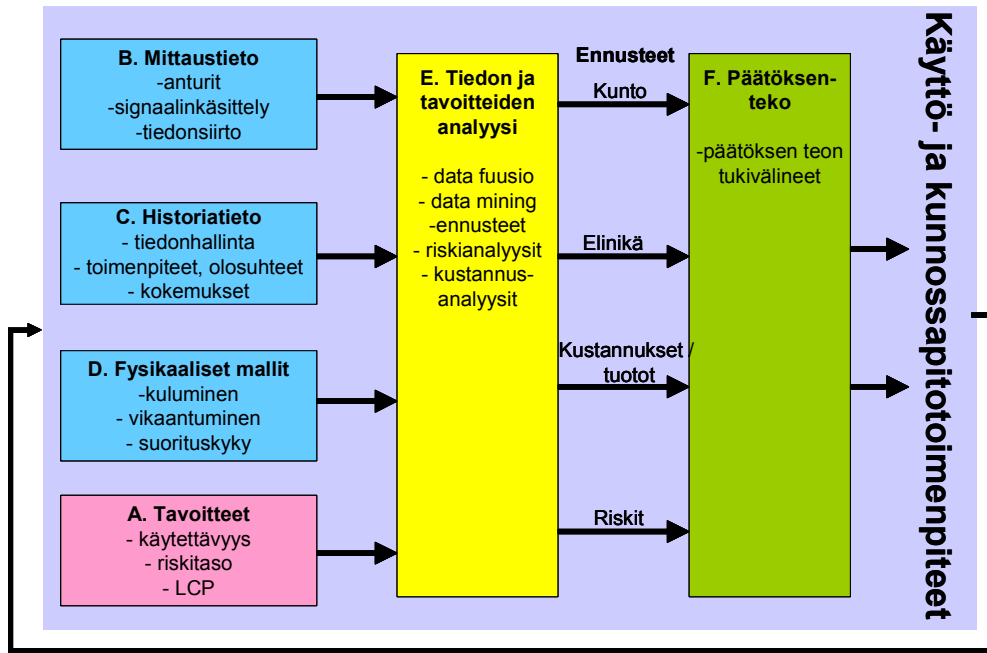 B. Mittaustieto
-anturit
-signaalinkäsittely
-tiedonsiirto
C. Historiatieto
- tiedonhallinta
- toimenpiteet, olosuhteet
- kokemukset
D. Fysikaaliset mallit
-kuluminen
- vikaantuminen
- suorituskyky
A. Tavoitteet
- käytettävyys
- riskitaso
- LCP
E. Tiedon ja
tavoitteiden
analyysi
- data fuusio
- data mining
-ennusteet
- riskianalyysit
- kustannus-
analyysit
Ennusteet
Kunto
Elinikä
Kustannukset /
tuotot
Riskit
F. Päätöksen-
teko
-päätöksen teon
tukivälineet
Käyttö- ja kunnossapitotoimenpiteet